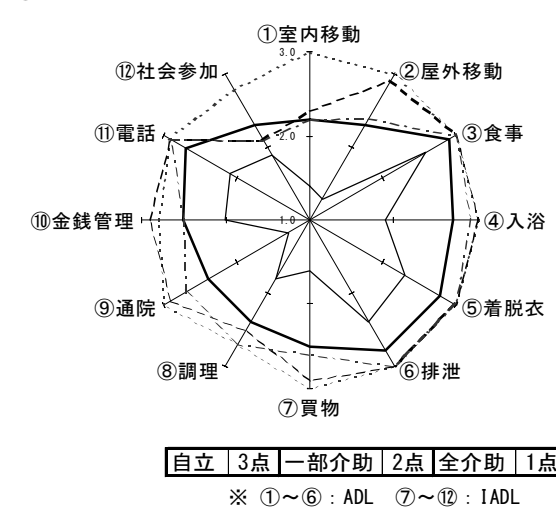 ①室内移動
3.0
⑫社会参加
②屋外移動
⑪電話
2.0
③食事
⑩金銭管理
1.0
④入浴
⑨通院
⑤着脱衣
⑧調理
⑥排泄
⑦買物
自立 3点 一部介助 2点 全介助 1点
※ ①～⑥：ADL ⑦～⑫：IADL